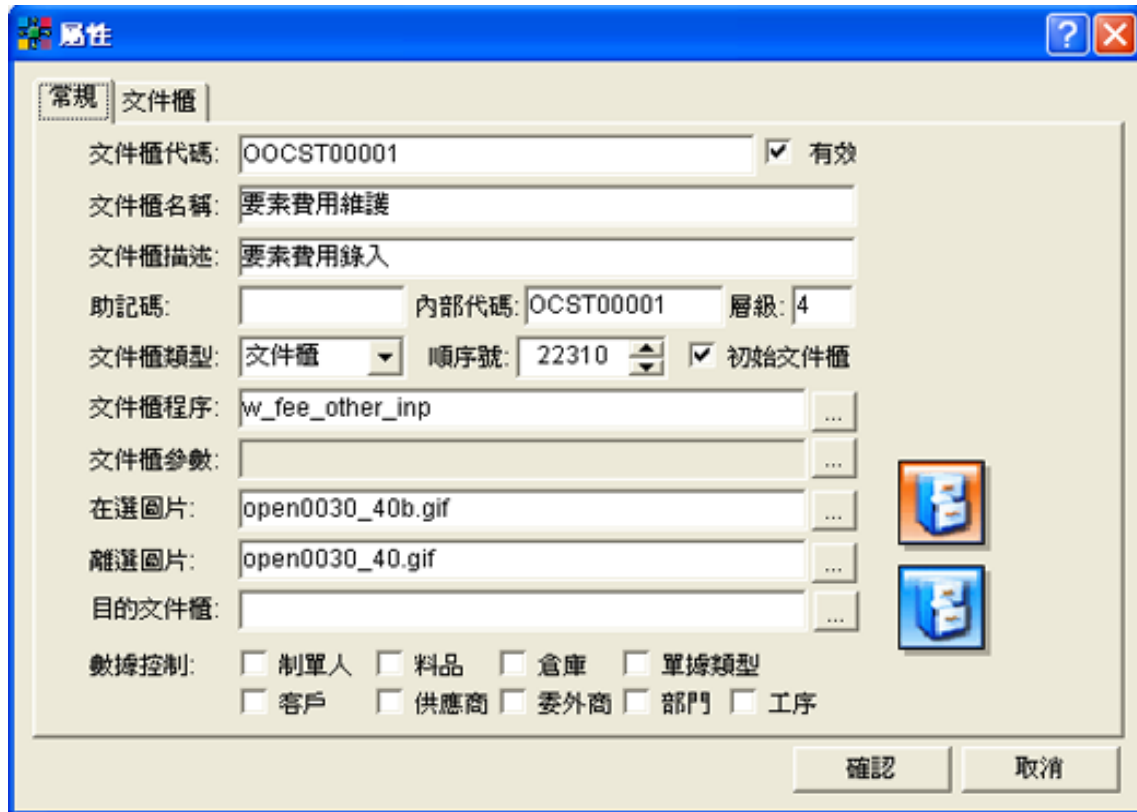 屬性
常規 文件櫃
文件櫃代碼: OOCST00001 有效
文件櫃名稱: 要素費用維護
文件櫃描述: 要素費用錄入
助記碼: 內部代碼: OCST00001 層級: 4
文件櫃類型: 文件櫃 順序號: 22310 初始文件櫃
文件櫃程序: w_fee_other_inp ...
文件櫃參數: ...
在選圖片: open0030_40b.gif ...
離選圖片: open0030_40.gif ...
目的文件櫃: ...
數據控制: 制單人 料品 倉庫 單據類型
客戶 供應商 委外商 部門 工序
確認 取消